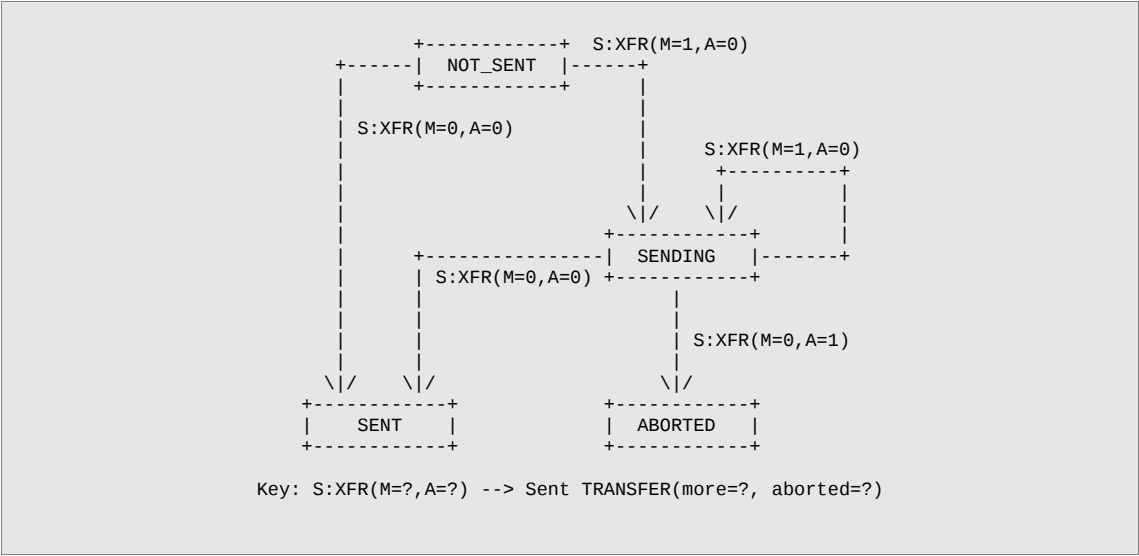 S:XFR(M=1,A=0)
NOT_SENT
S:XFR(M=0,A=0)
S:XFR(M=1,A=0)
SENDING
S:XFR(M=0,A=0)
S:XFR(M=0,A=1)
SENT ABORTED
Key: S:XFR(M=?,A=?) --> Sent TRANSFER(more=?, aborted=?)